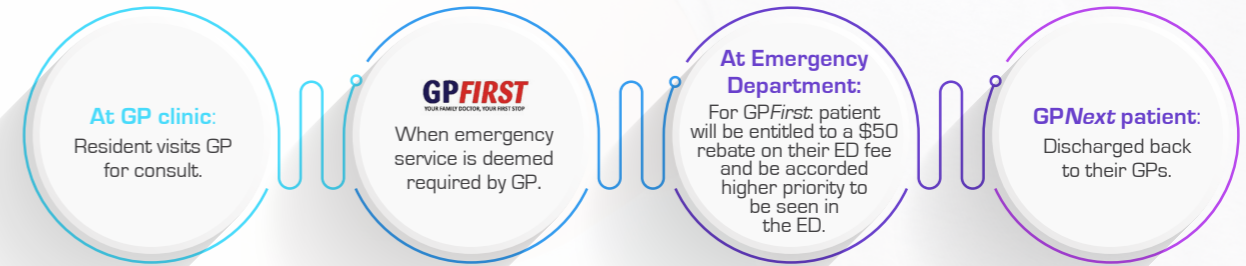 At GP clinic:
Resident visits GP
for consult.
GPFIRST
YOUR FAMILY DOCTOR, YOUR FIRST STOP
When emergency
service is deemed
required by GP.
At Emergency
Department:
For GPFirst: patient
will be entitled to a $50
rebate on their ED fee
and be accorded
higher priority to
be seen in
the ED.
GPNext patient:
Discharged back
to their GPs.